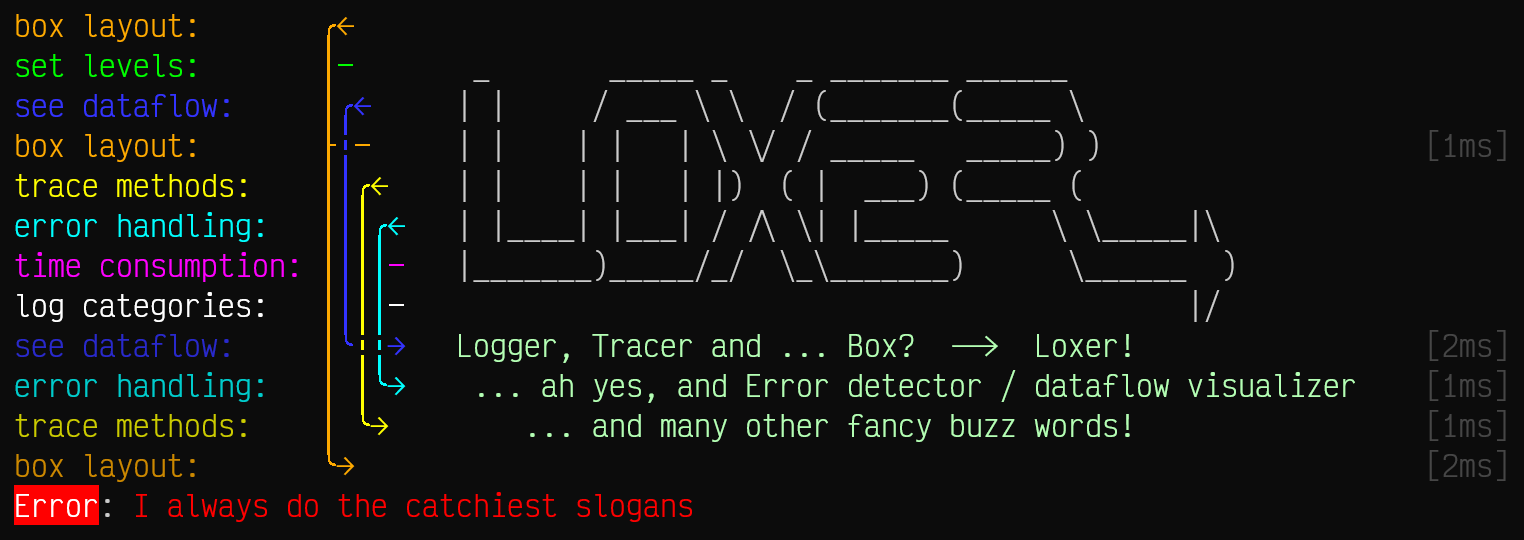 box layout:
set levels:
see dataflow:
box layout: [1ms]
trace methods:
error handling:
time consumption:
log categories:
LOXER
see dataflow: Logger, Tracer and ... Box? ⟶ Loxer! [2ms]
error handling: ... ah yes, and Error detector / dataflow visualizer [1ms]
trace methods: ... and many other fancy buzz words! [1ms]
box layout: [2ms]
Error: I always do the catchiest slogans